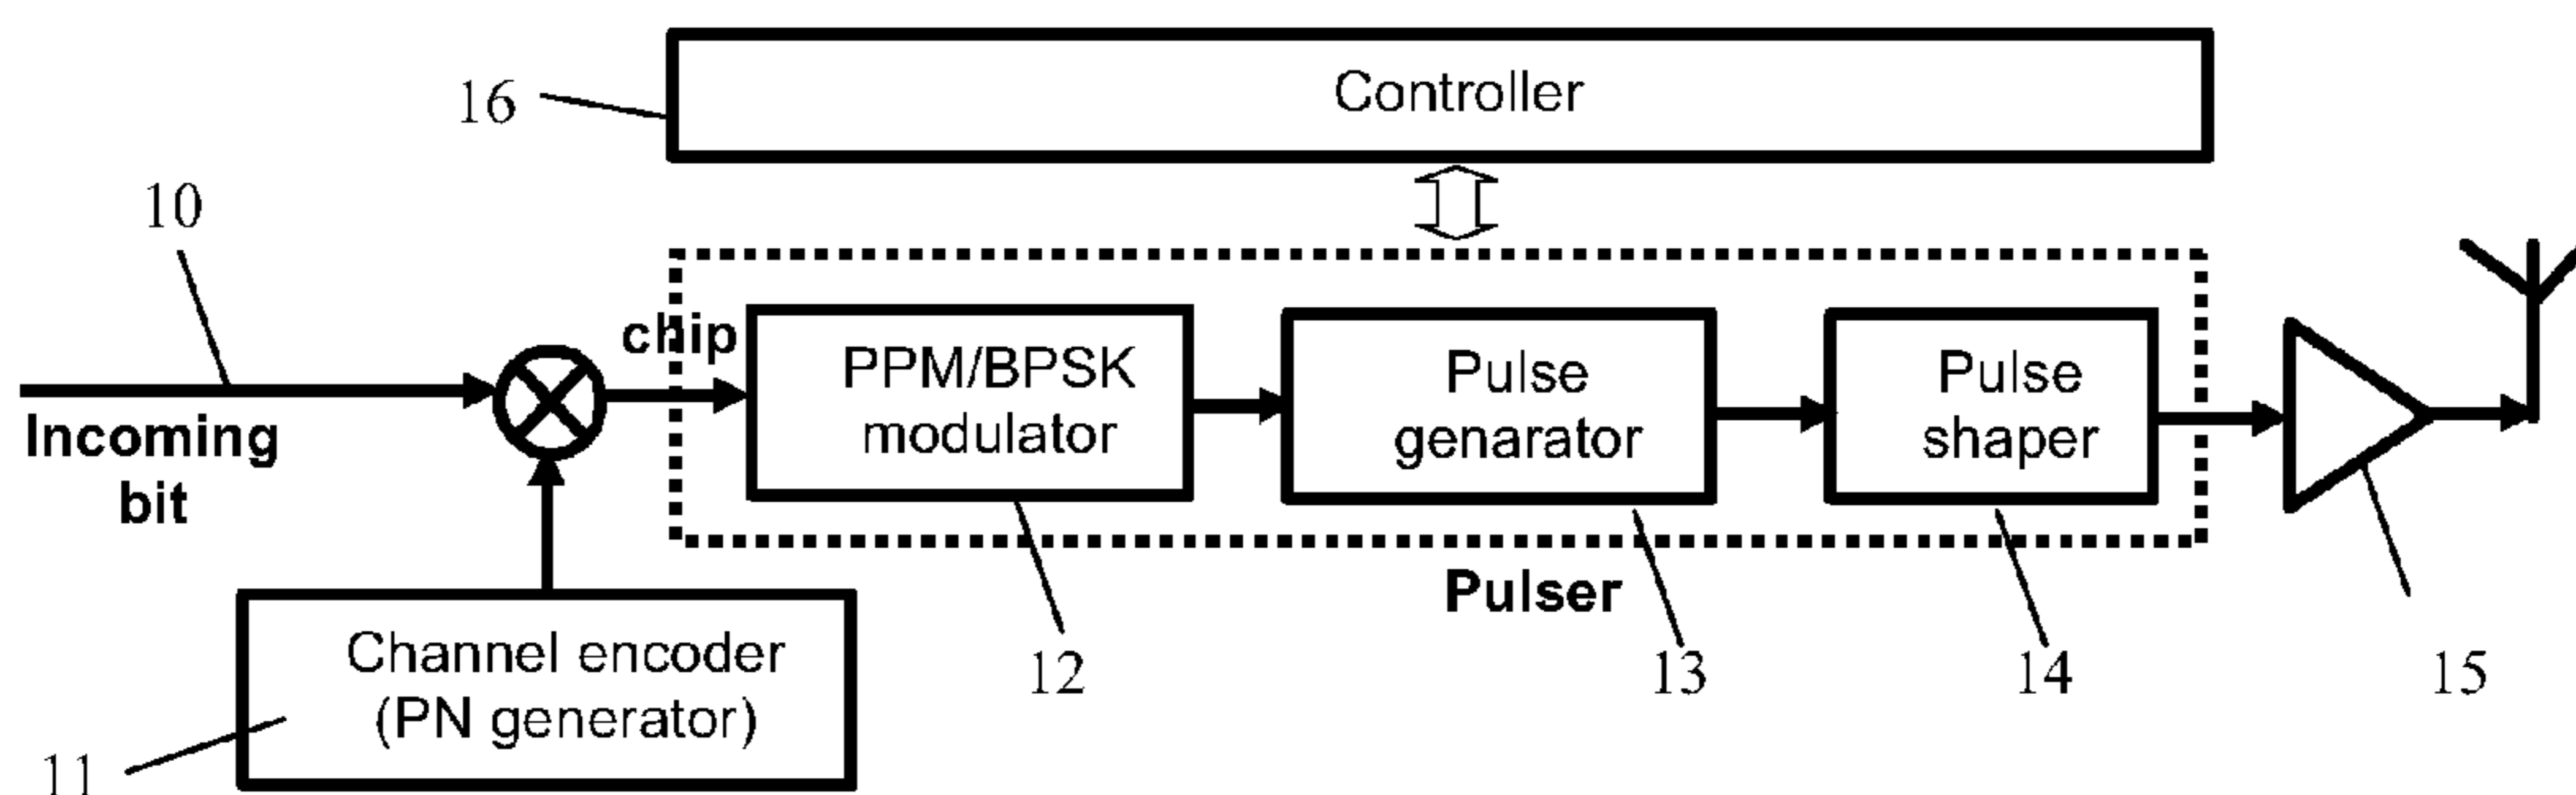 Controller
16
10
chip
PPM/BPSK
modulator
Pulse
genarator
Pulse
shaper
Incoming
bit
Pulser
Channel encoder
(PN generator)
12
13
14
15
11